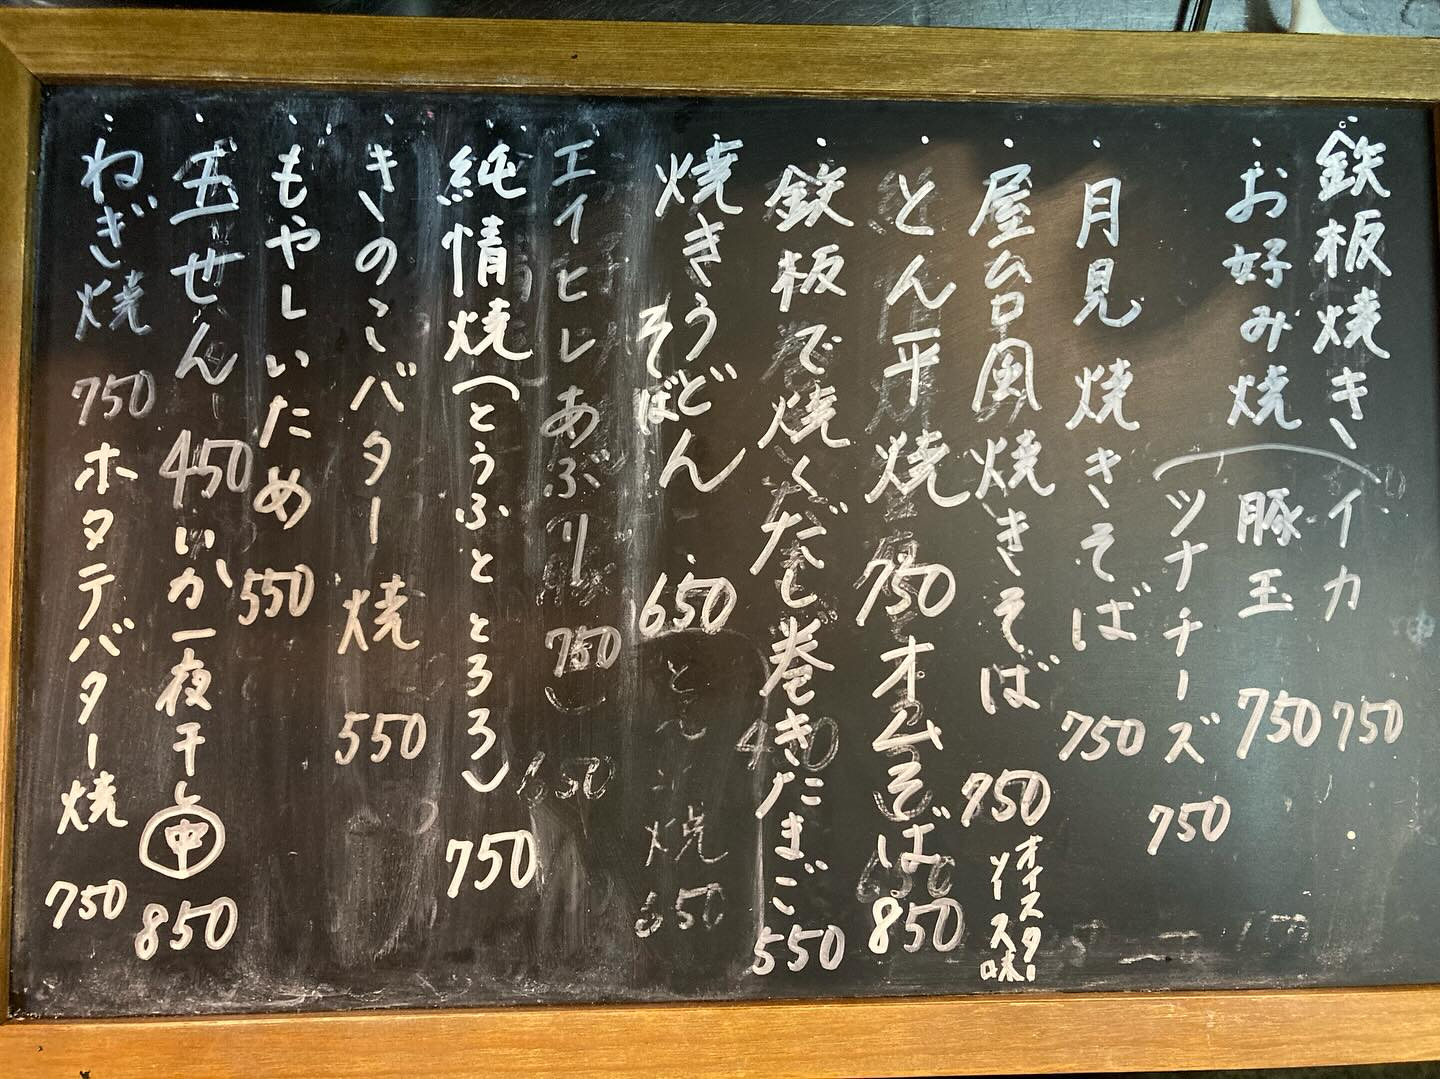 鉄板焼き イカ 750
お好み焼 豚玉 750
ツナチーズ 750
月見焼きそば 750
屋台風焼きそば 750 オイスターソース味
とん平焼 750 オムそば 850
鉄板で焼くだし巻きたまご 550
焼きうどん 650
そば
エイヒレあぶり 750
純情焼(とうふととろろ) 750
きのこバター焼 550
もやしいため 550
五せん 450 いか一夜干し 中 850
ねぎ焼 750 ホタテバター焼 750